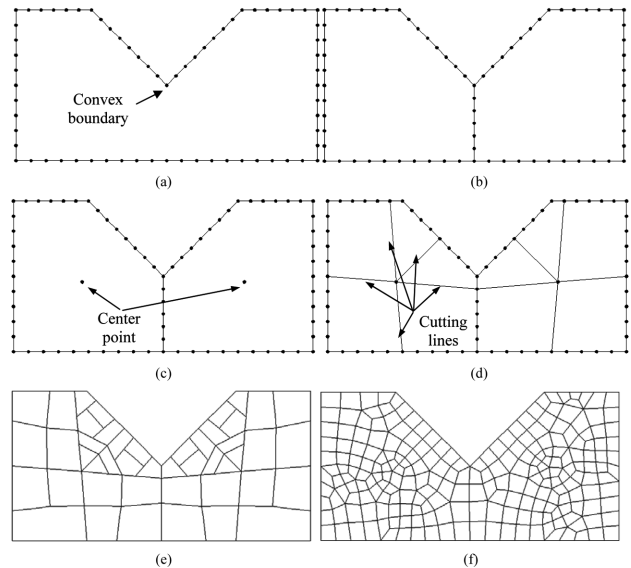 Convex
boundary
(a)
(b)
Center
point
Cutting
lines
(c)
(d)
(e)
(f)